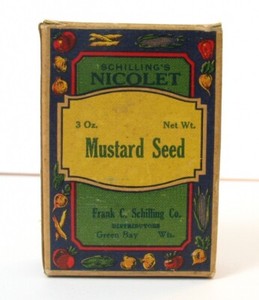 SCHILLING'S
NICOLET
3 Oz. Net Wt.
Mustard Seed
Frank C. Schilling Co.
DISTRIBUTORS
Green Bay Wis.